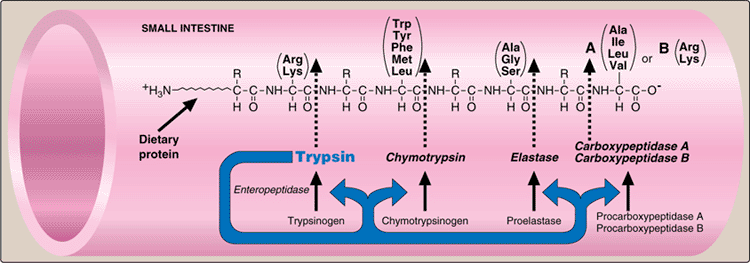 SMALL INTESTINE
Arg
Lys
Trp
Tyr
Phe
Met
Leu
Ala
Gly
Ser
A
Ala
Ile
Leu
Val
or B
Arg
Lys
R R R R R
⁺H₃N C–C–NH–C–C–NH–C–C–NH–C–C–NH–C–C–NH–C–C–NH–C–C–NH–C–C–O⁻
H O H O H O H O H O H O H O H
Dietary
protein
Trypsin
Chymotrypsin
Elastase
Carboxypeptidase A
Carboxypeptidase B
Enteropeptidase
Trypsinogen
Chymotrypsinogen
Proelastase
Procarboxypeptidase A
Procarboxypeptidase B